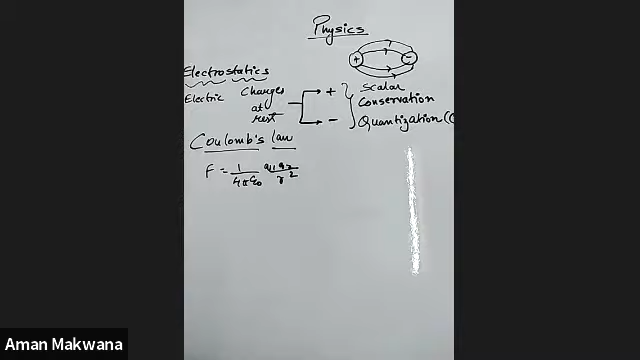 Physics
+ -
Electrostatics
Electric Charges at rest
+ -
Scalar
Conservation
Quantization (
Coulomb's law
F = 1/4πε0 q1q2/r2
Aman Makwana